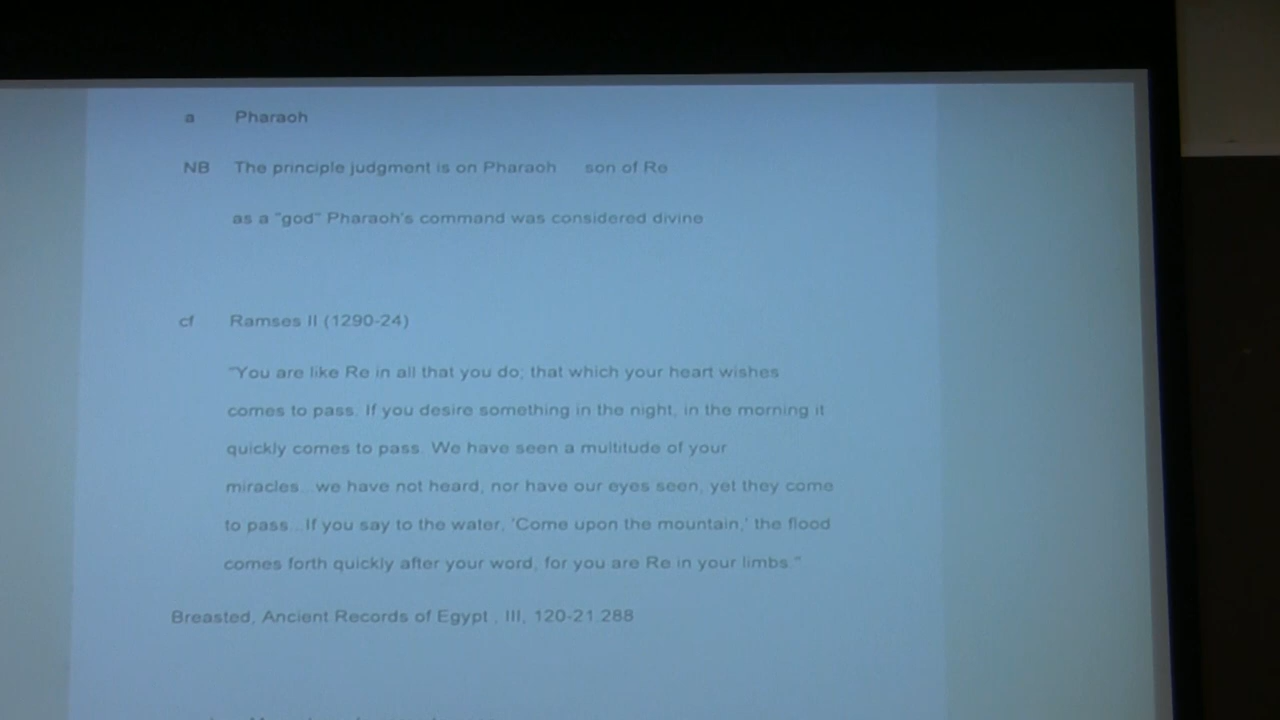 a Pharaoh
NB The principle judgment is on Pharaoh son of Re
as a "god" Pharaoh's command was considered divine
cf Ramses II (1290-24)
"You are like Re in all that you do; that which your heart wishes
comes to pass. If you desire something in the night, in the morning it
quickly comes to pass. We have seen a multitude of your
miracles...we have not heard, nor have our eyes seen, yet they come
to pass...If you say to the water, 'Come upon the mountain,' the flood
comes forth quickly after your word, for you are Re in your limbs."
Breasted, Ancient Records of Egypt , III, 120-21.288